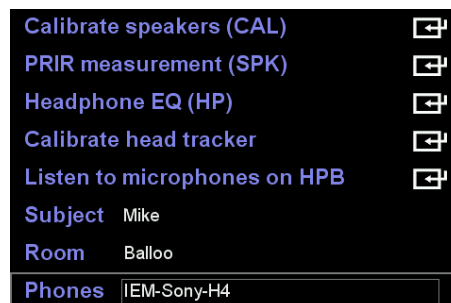 Calibrate speakers (CAL)
PRIR measurement (SPK)
Headphone EQ (HP)
Calibrate head tracker
Listen to microphones on HPB
Subject Mike
Room Balloo
Phones IEM-Sony-H4